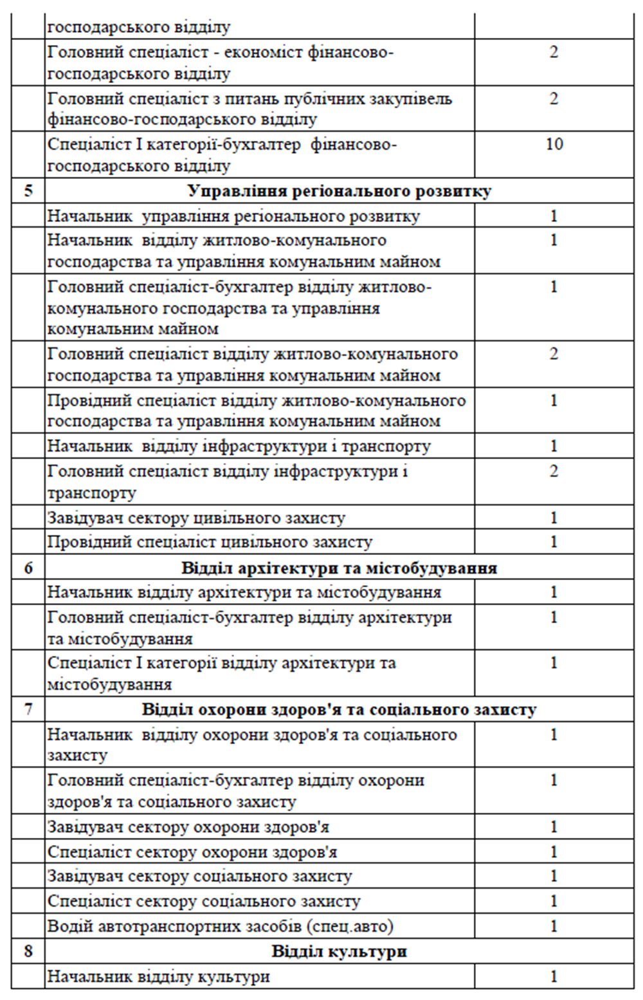 господарського відділу
Головний спеціаліст - економіст фінансово- 2
господарського відділу
Головний спеціаліст з питань публічних закупівель 2
фінансово-господарського відділу
Спеціаліст І категорії-бухгалтер  фінансово- 10
господарського відділу
5 Управління регіонального розвитку
Начальник  управління регіонального розвитку 1
Начальник  відділу житлово-комунального 1
господарства та управління комунальним майном
Головний спеціаліст-бухгалтер відділу житлово- 1
комунального господарства та управління
комунальним майном
Головний спеціаліст відділу житлово-комунального 2
господарства та управління комунальним майном
Провідний спеціаліст відділу житлово-комунального 1
господарства та управління комунальним майном
Начальник  відділу інфраструктури і транспорту 1
Головний спеціаліст відділу інфраструктури і 2
транспорту
Завідувач сектору цивільного захисту 1
Провідний спеціаліст цивільного захисту 1
6 Відділ архітектури та містобудування
Начальник відділу архітектури та містобудування 1
Головний спеціаліст-бухгалтер відділу архітектури 1
та містобудування
Спеціаліст І категорії відділу архітектури та 1
містобудування
7 Відділ охорони здоров'я та соціального захисту
Начальник  відділу охорони здоров'я та соціального 1
захисту
Головний спеціаліст-бухгалтер відділу охорони 1
здоров'я та соціального захисту
Завідувач сектору охорони здоров'я 1
Спеціаліст сектору охорони здоров'я 1
Завідувач сектору соціального захисту 1
Спеціаліст сектору соціального захисту 1
Водій автотранспортних засобів (спец.авто) 1
8 Відділ культури
Начальник відділу культури 1